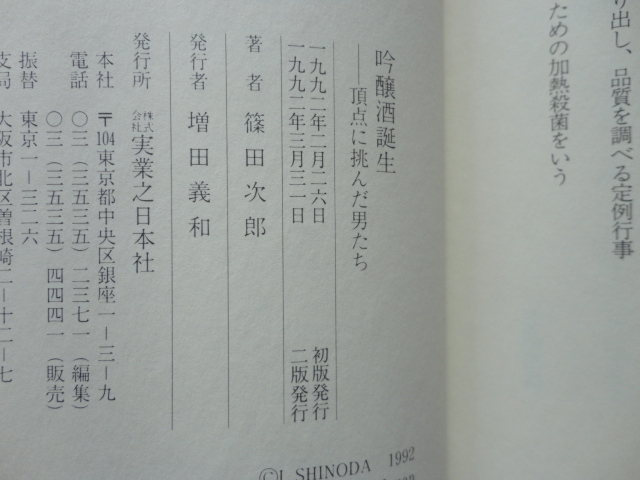 り出し、品質を調べる定例行事
ための加熱殺菌をいう
吟醸酒誕生
――頂点に挑んだ男たち
一九九二年二月二六日　初版発行
一九九二年三月三一日　二版発行
著者　篠田次郎
発行者　増田義和
発行所　株式会社実業之日本社
本社　〒104東京都中央区銀座一―三―九
電話　〇三（三五三五）二三七一（編集）
〇三（三五三五）四四四一（販売）
振替　東京一―三二六
支局　大阪市北区曽根崎二―十二―七
SHINODA 1992